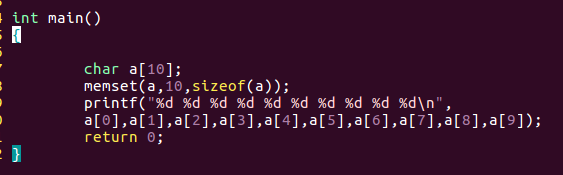 int main()
{
char a[10];
memset(a,10,sizeof(a));
printf("%d %d %d %d %d %d %d %d %d %d\n",
a[0],a[1],a[2],a[3],a[4],a[5],a[6],a[7],a[8],a[9]);
return 0;
}